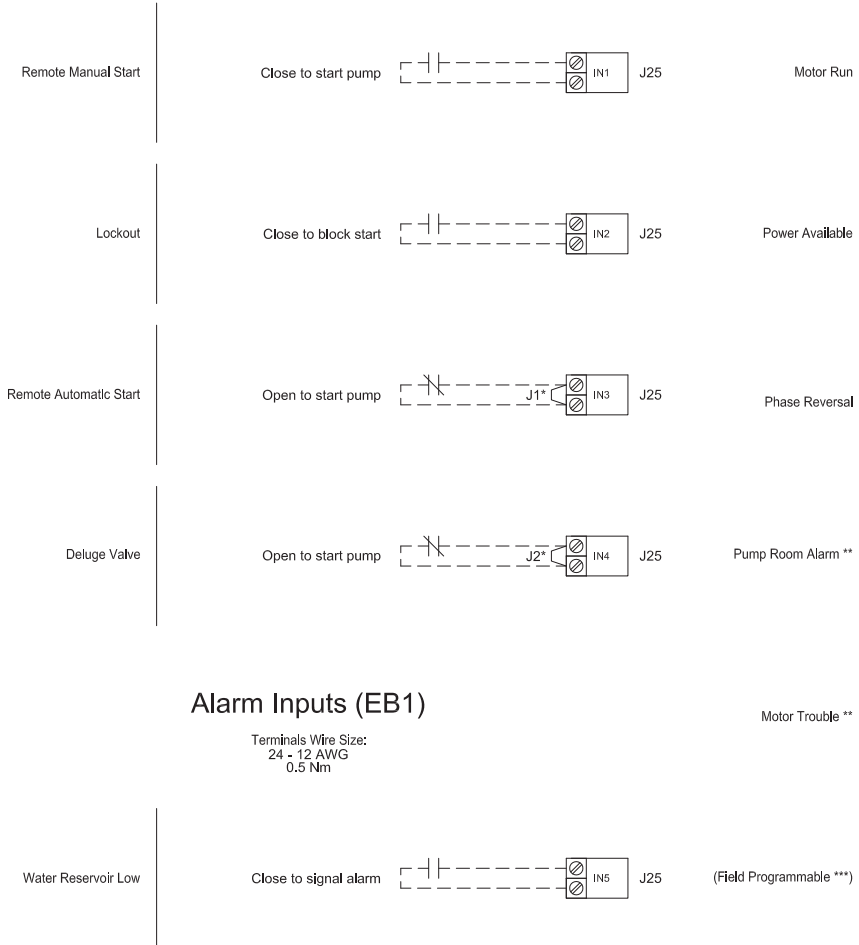 Remote Manual Start
Close to start pump
IN1
J25
Motor Run
Lockout
Close to block start
IN2
J25
Power Available
Remote Automatic Start
Open to start pump
J1*
IN3
J25
Phase Reversal
Deluge Valve
Open to start pump
J2*
IN4
J25
Pump Room Alarm **
Alarm Inputs (EB1)
Motor Trouble **
Terminals Wire Size:
24 - 12 AWG
0.5 Nm
Water Reservoir Low
Close to signal alarm
IN5
J25
(Field Programmable ***)